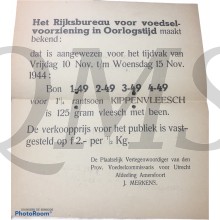 Het Rijksbureau voor voedsel-
voorziening in Oorlogstijd maakt
bekend:
dat is aangewezen voor het tijdvak van
Vrijdag 10 Nov. t/m Woensdag 15
Nov. 1944:
Bon 1-49 2-49 3-49 4-49
voor 1¼ rantsoen KIPPENVLEESCH
is 125 gram vleesch met been.
De verkoopprijs voor het publiek is vast-
gesteld op f 2.- per ½ Kg.
De Plaatselijk Vertegenwoordiger van den
Prov. Voedselcommissaris voor Utrecht
Afdeeling Amersfoort
J. MERKENS.
PhotoRoom